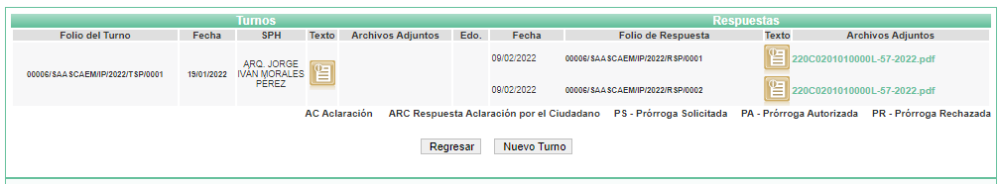 Turnos Respuestas
Folio del Turno Fecha SPH Texto Archivos Adjuntos Edo. Fecha Folio de Respuesta Texto Archivos Adjuntos
00006/SAASCAEM/IP/2022/TSP/0001 19/01/2022 ARQ. JORGE
IVÁN MORALES
PÉREZ
09/02/2022 00006/SAASCAEM/IP/2022/RSP/0001 220C0201010000L-57-2022.pdf
09/02/2022 00006/SAASCAEM/IP/2022/RSP/0002 220C0201010000L-57-2022.pdf
AC Aclaración ARC Respuesta Aclaración por el Ciudadano PS - Prórroga Solicitada PA - Prórroga Autorizada PR - Prórroga Rechazada
Regresar Nuevo Turno